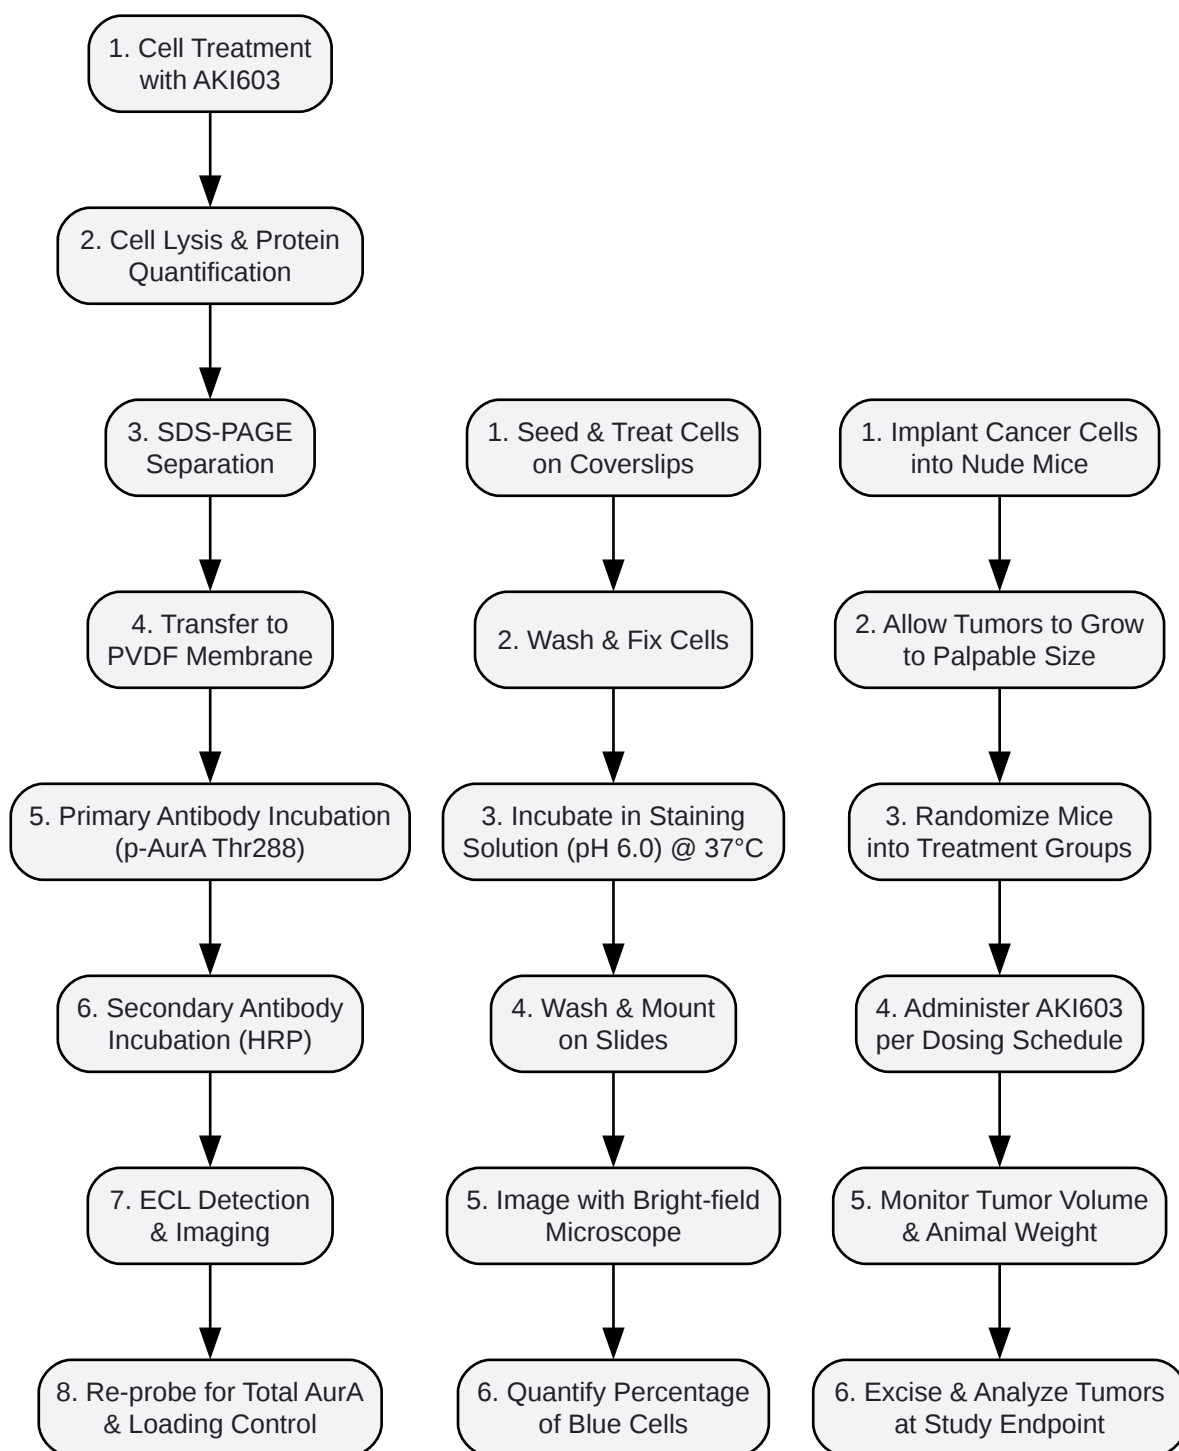 1. Cell Treatment
with AKI603
2. Cell Lysis & Protein
Quantification
3. SDS-PAGE
Separation
4. Transfer to
PVDF Membrane
5. Primary Antibody Incubation
(p-AurA Thr288)
6. Secondary Antibody
Incubation (HRP)
7. ECL Detection
& Imaging
8. Re-probe for Total AurA
& Loading Control
1. Seed & Treat Cells
on Coverslips
2. Wash & Fix Cells
3. Incubate in Staining
Solution (pH 6.0) @ 37°C
4. Wash & Mount
on Slides
5. Image with Bright-field
Microscope
6. Quantify Percentage
of Blue Cells
1. Implant Cancer Cells
into Nude Mice
2. Allow Tumors to Grow
to Palpable Size
3. Randomize Mice
into Treatment Groups
4. Administer AKI603
per Dosing Schedule
5. Monitor Tumor Volume
& Animal Weight
6. Excise & Analyze Tumors
at Study Endpoint